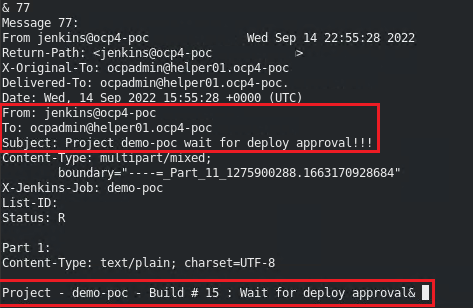 & 77
Message 77:
From jenkins@ocp4-poc Wed Sep 14 22:55:28 2022
Return-Path: <jenkins@ocp4-poc >
X-Original-To: ocpadmin@helper01.ocp4-poc
Delivered-To: ocpadmin@helper01.ocp4-poc.
Date: Wed, 14 Sep 2022 15:55:28 +0000 (UTC)
From: jenkins@ocp4-poc
To: ocpadmin@helper01.ocp4-poc
Subject: Project demo-poc wait for deploy approval!!!
Content-Type: multipart/mixed;
boundary="----=_Part_11_1275900288.1663170928684"
X-Jenkins-Job: demo-poc
List-ID:
Status: R
Part 1:
Content-Type: text/plain; charset=UTF-8
Project - demo-poc - Build # 15 : Wait for deploy approval&